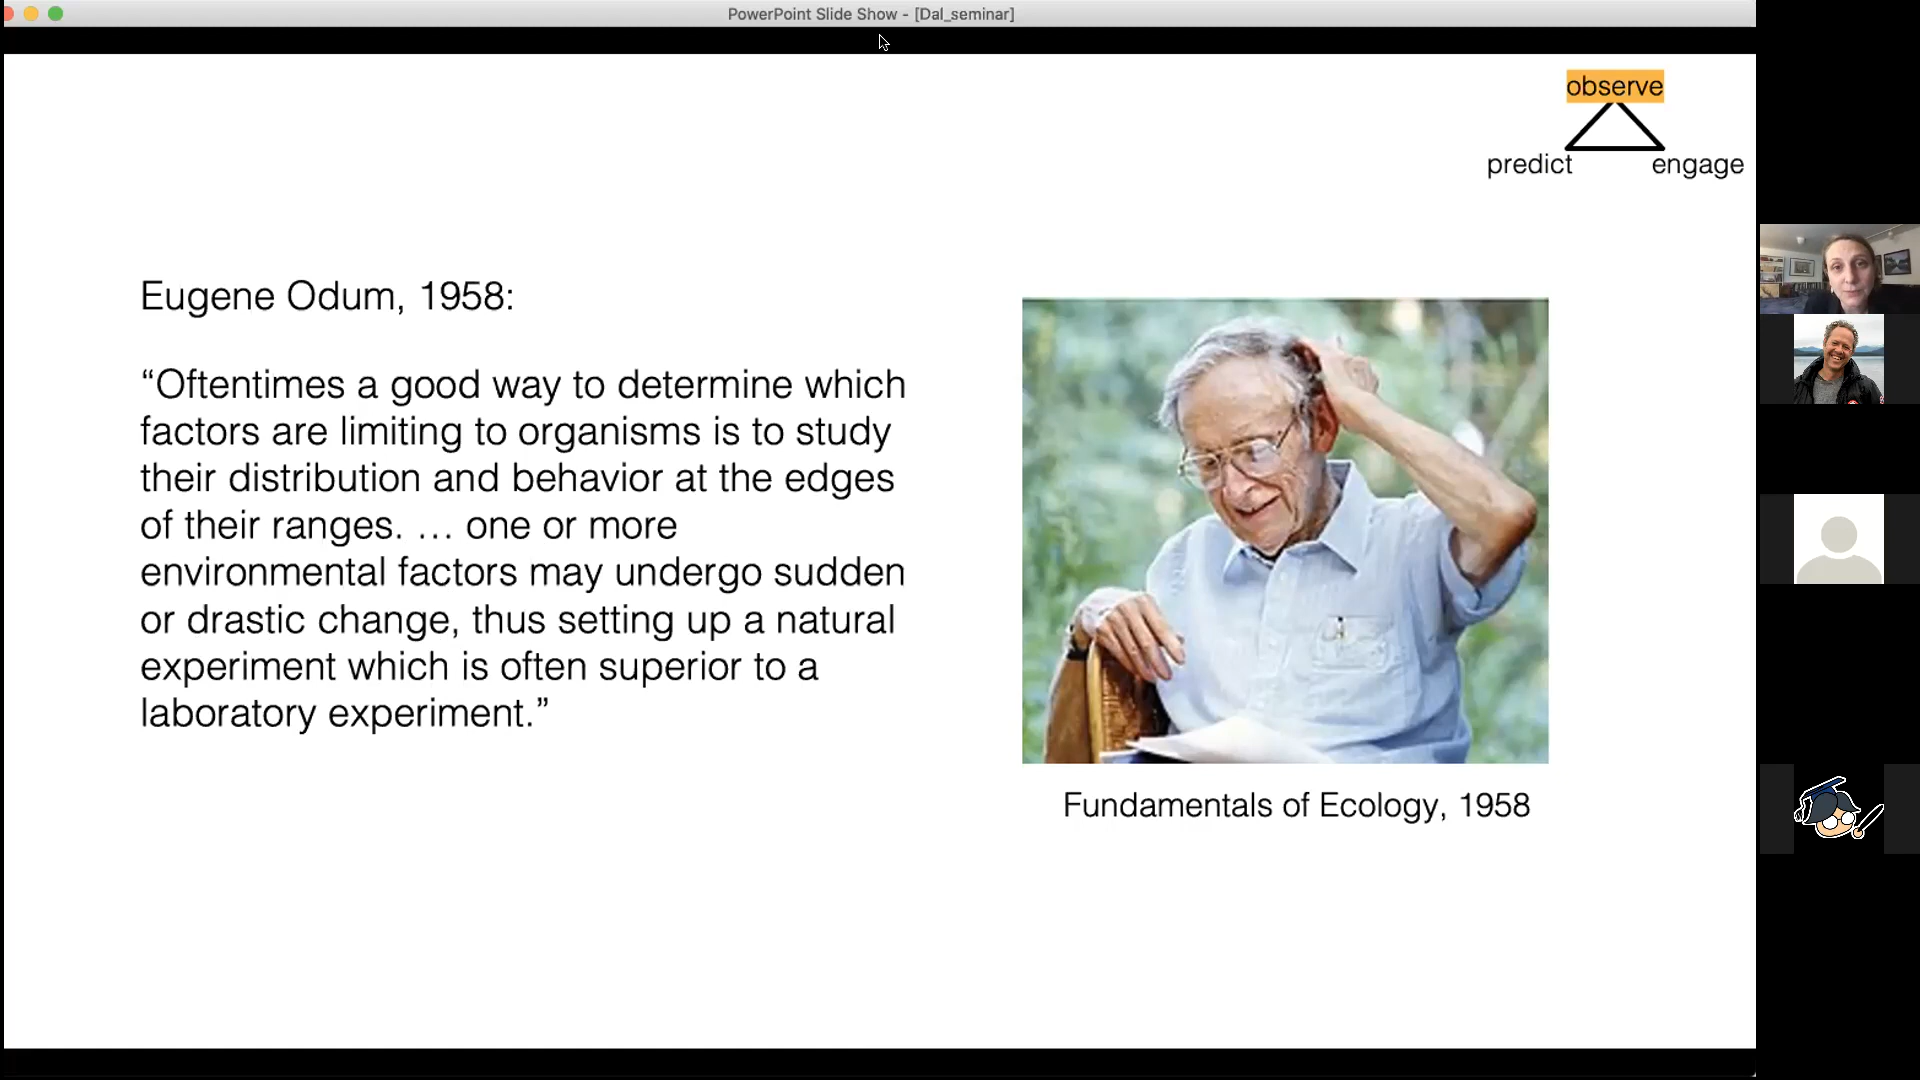 PowerPoint Slide Show - [Dal_seminar]
observe
predict
engage
Eugene Odum, 1958:
“Oftentimes a good way to determine which
factors are limiting to organisms is to study
their distribution and behavior at the edges
of their ranges. … one or more
environmental factors may undergo sudden
or drastic change, thus setting up a natural
experiment which is often superior to a
laboratory experiment.”
Fundamentals of Ecology, 1958